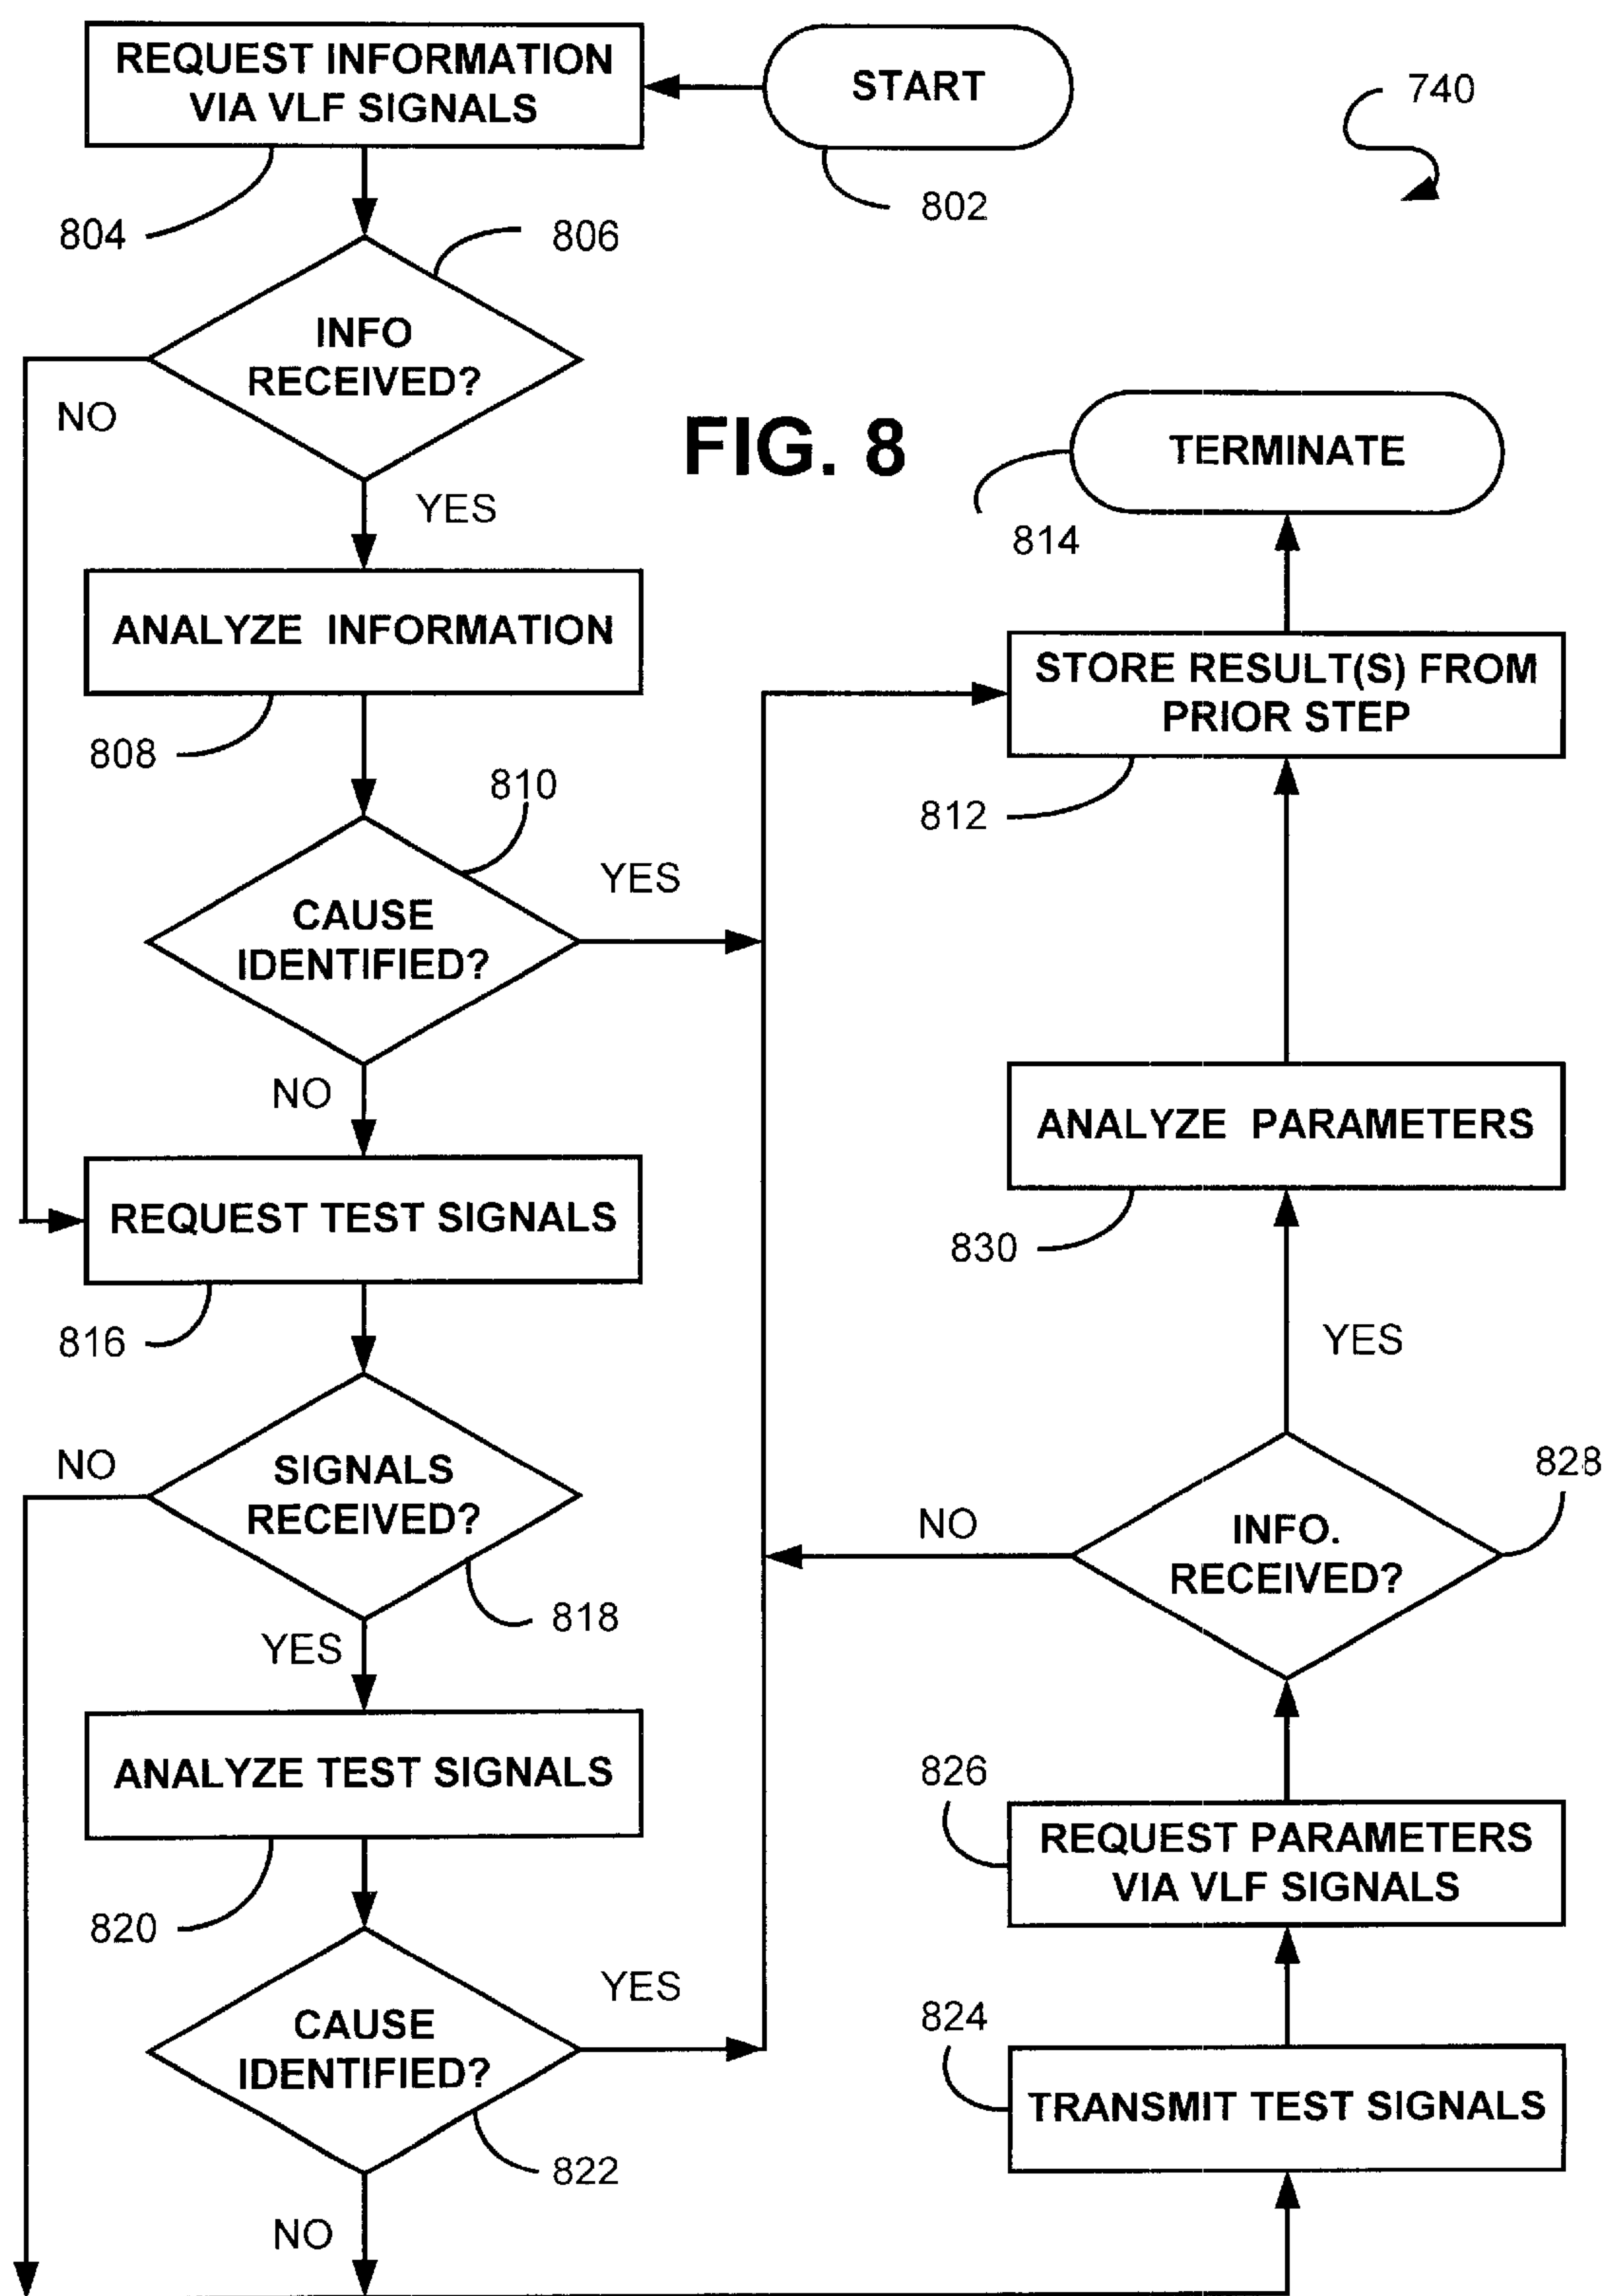 REQUEST INFORMATION
VIA VLF SIGNALS
START
740
804
802
806
INFO
RECEIVED?
NO
FIG. 8
TERMINATE
YES
814
ANALYZE INFORMATION
STORE RESULT(S) FROM
PRIOR STEP
808
810
812
YES
CAUSE
IDENTIFIED?
NO
ANALYZE PARAMETERS
REQUEST TEST SIGNALS
830
816
YES
NO
SIGNALS
RECEIVED?
828
NO
INFO.
RECEIVED?
818
YES
ANALYZE TEST SIGNALS
826
REQUEST PARAMETERS
VIA VLF SIGNALS
820
YES
CAUSE
IDENTIFIED?
824
TRANSMIT TEST SIGNALS
822
NO